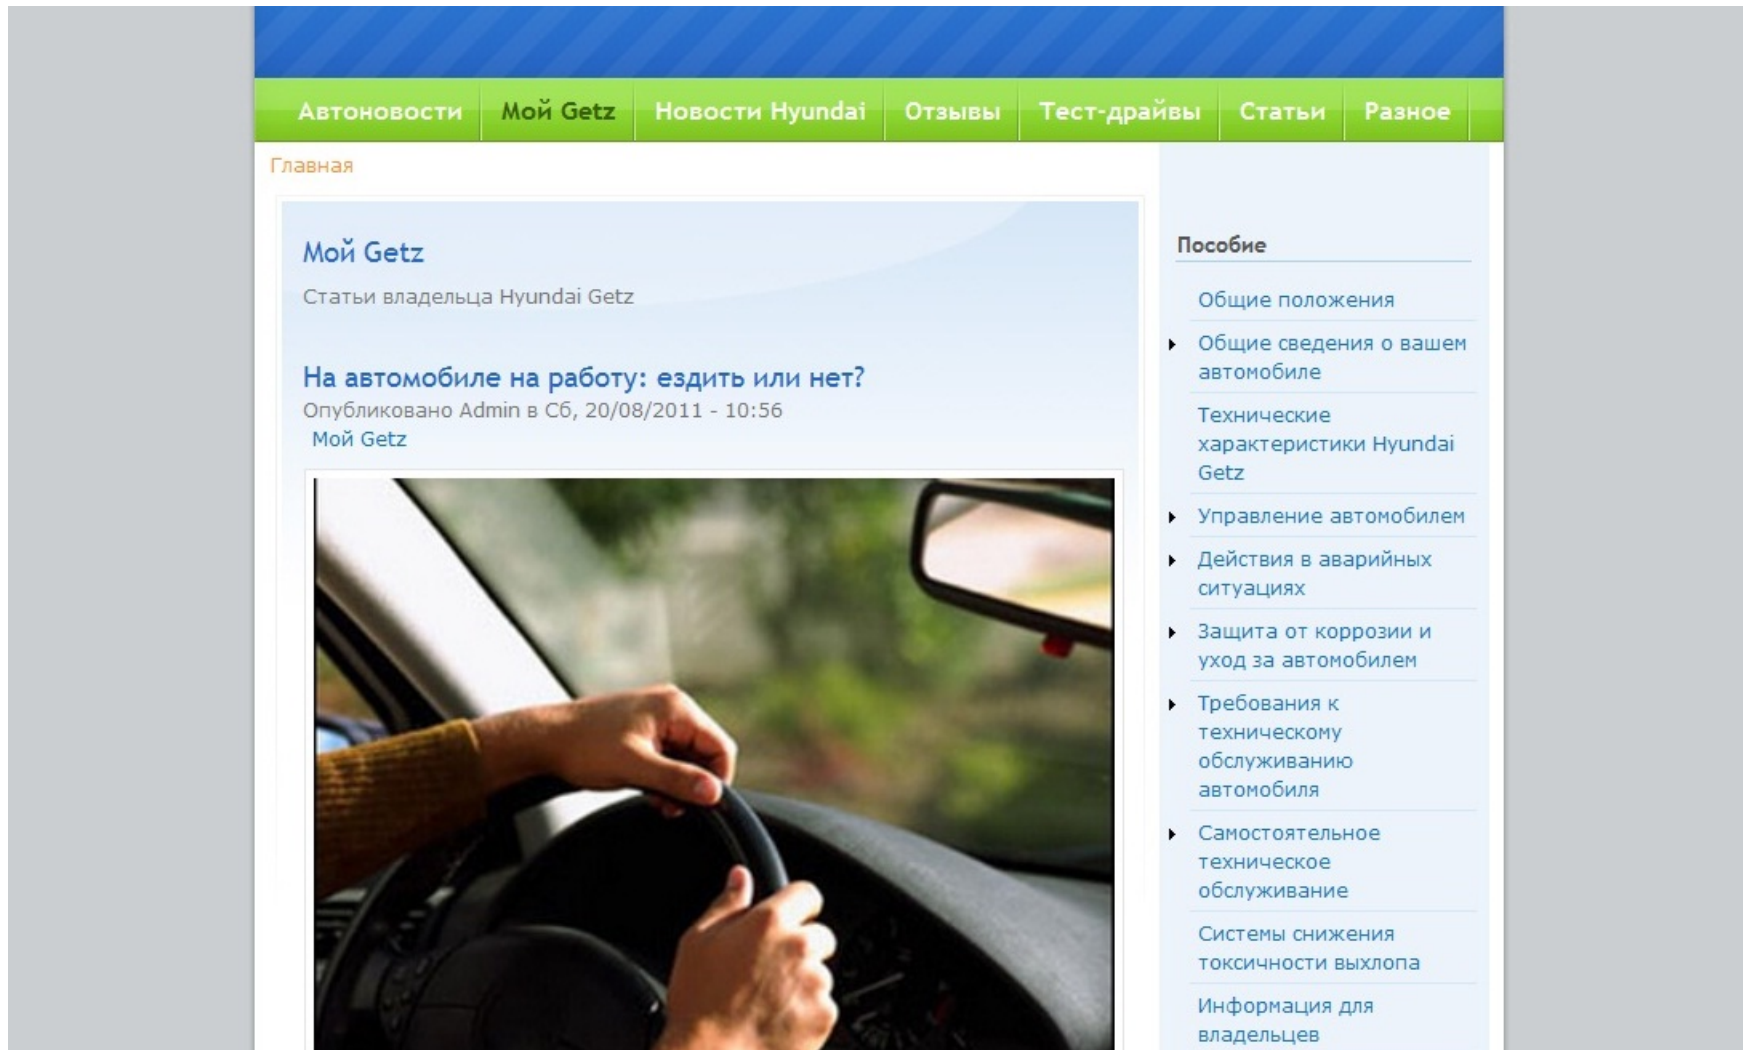 Автоновости Мой Getz Новости Hyundai Отзывы Тест-драйвы Статьи Разное
Главная
Мой Getz
Статьи владельца Hyundai Getz
На автомобиле на работу: ездить или нет?
Опубликовано Admin в Сб, 20/08/2011 - 10:56
Мой Getz
Пособие
Общие положения
Общие сведения о вашем
автомобиле
Технические
характеристики Hyundai
Getz
Управление автомобилем
Действия в аварийных
ситуациях
Защита от коррозии и
уход за автомобилем
Требования к
техническому
обслуживанию
автомобиля
Самостоятельное
техническое
обслуживание
Системы снижения
токсичности выхлопа
Информация для
владельцев